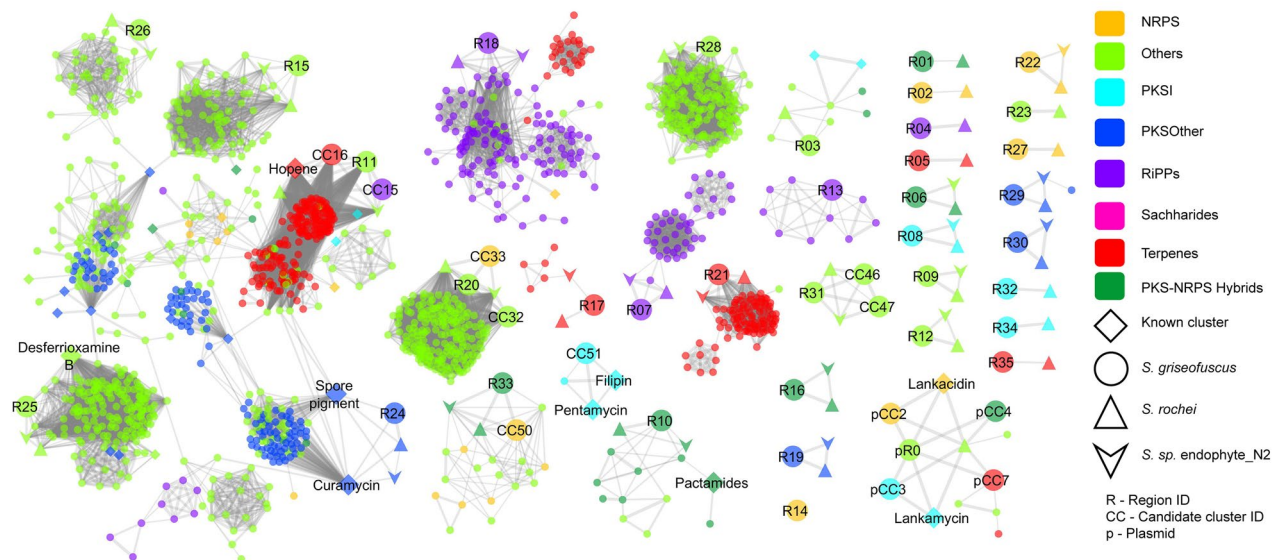 R26
R15
R18
R28
R03
R01
R02
R04
R05
R06
R08
R09
R12
R22
R23
R27
R29
R30
R32
R34
R35
CC16
Hopene
R11
CC15
R13
CC33
R20
CC32
R17
R07
R21
R31
CC46
CC47
Desferrioxamine
B
R25
Spore
pigment
R24
Curamycin
R33
CC50
CC51
Filipin
Pentamycin
R10
Pactamides
R16
R19
R14
Lankacidin
pCC2
pCC4
pR0
pCC3
pCC7
Lankamycin
NRPS
Others
PKSI
PKSOther
RiPPs
Sachharides
Terpenes
PKS-NRPS Hybrids
Known cluster
S. griseofuscus
S. rochei
S. sp. endophyte_N2
R - Region ID
CC - Candidate cluster ID
p - Plasmid